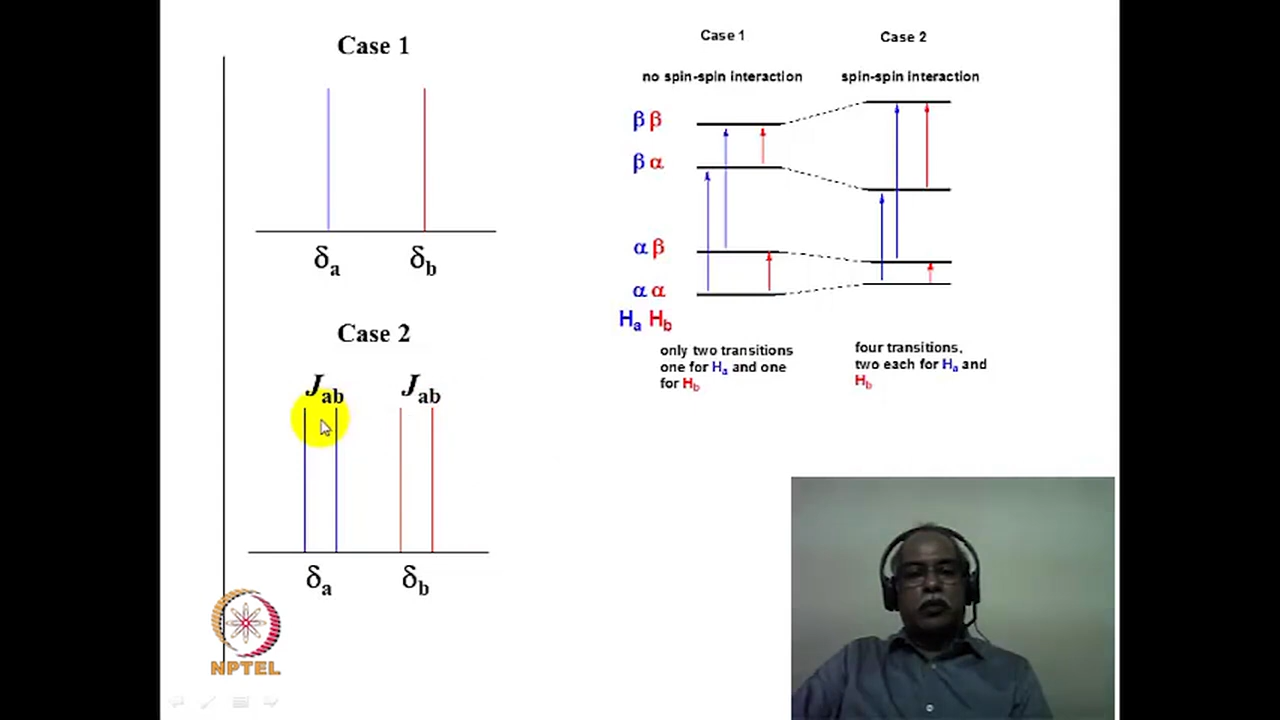 Case 1
δa
δb
Case 2
Jab
Jab
δa
δb
NPTEL
Case 1
Case 2
no spin-spin interaction
spin-spin interaction
β β
β α
α β
α α
Ha Hb
only two transitions
one for Ha and one
for Hb
four transitions,
two each for Ha and
Hb